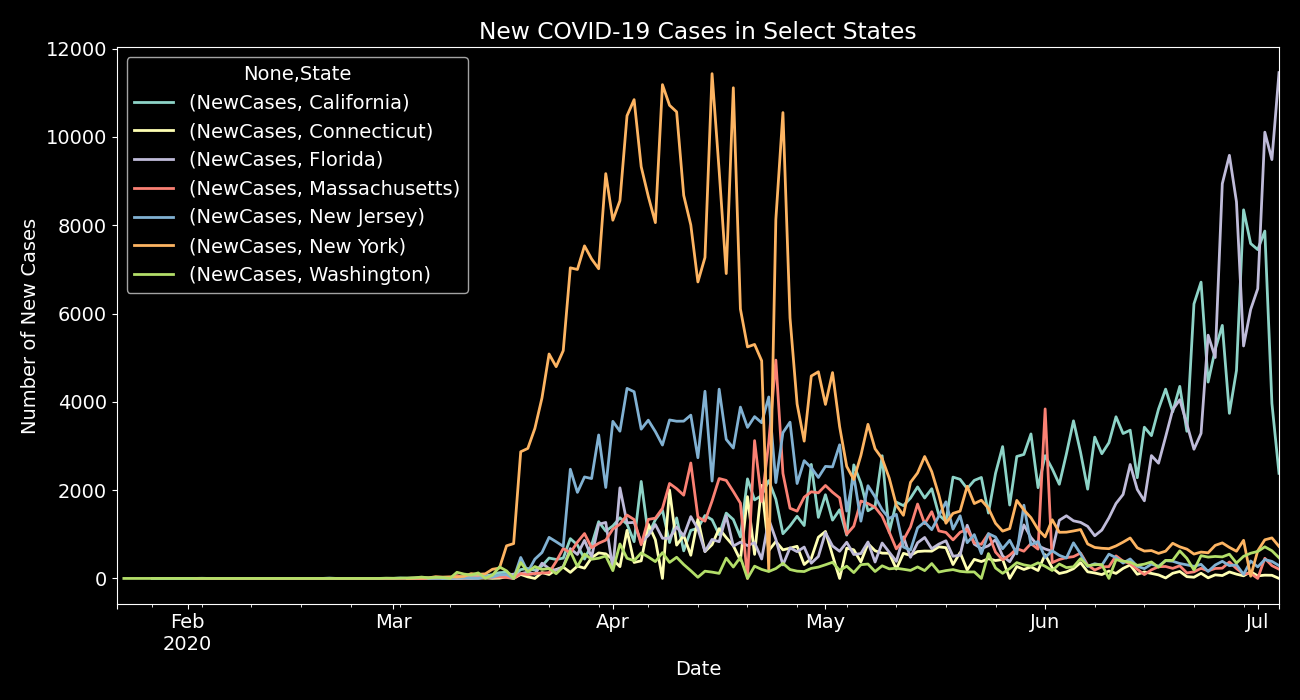 New COVID-19 Cases in Select States
12000
10000
8000
6000
4000
2000
0
Number of New Cases
None,State
(NewCases, California)
(NewCases, Connecticut)
(NewCases, Florida)
(NewCases, Massachusetts)
(NewCases, New Jersey)
(NewCases, New York)
(NewCases, Washington)
Feb Mar Apr May Jun Jul
2020
Date